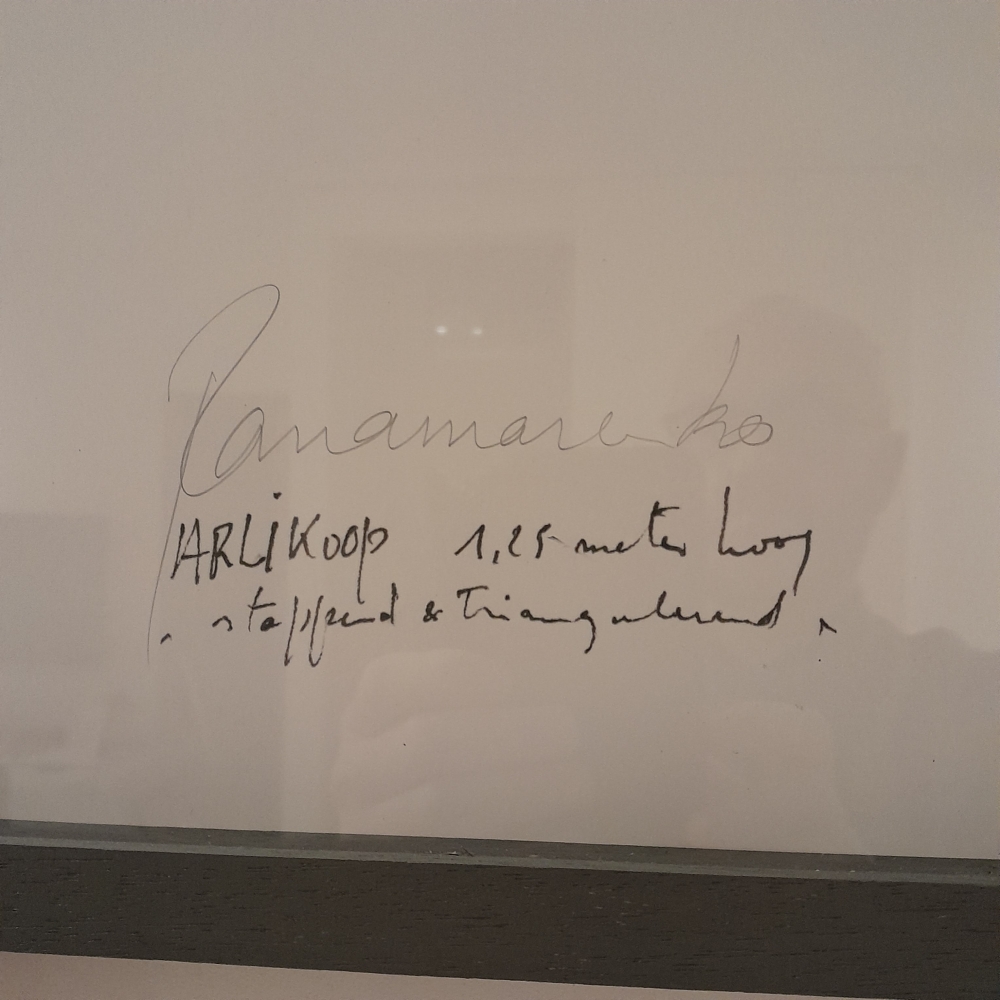 Panamarenko
ARLIKOOP 1,25 meter hoog
. stappend & Triangulerend .